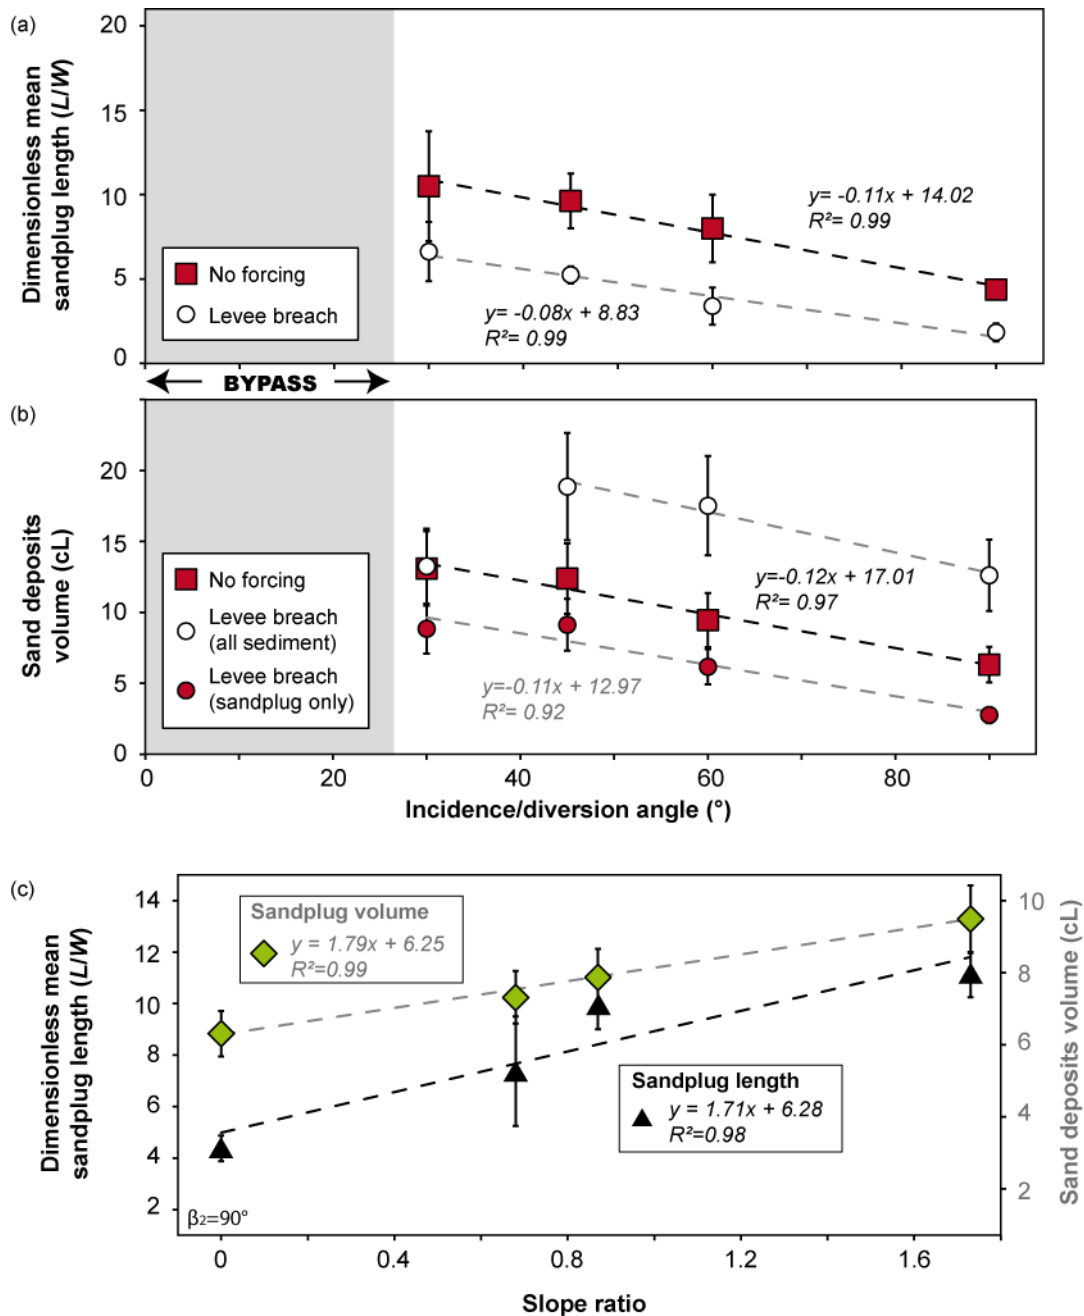 (a)
Dimensionless mean
sandplug length (L/W)
20
15
10
5
0
y= -0.11x + 14.02
R²= 0.99
No forcing
Levee breach
y= -0.08x + 8.83
R²= 0.99
BYPASS
(b)
Sand deposits
volume (cL)
20
15
10
5
0
No forcing
Levee breach
(all sediment)
Levee breach
(sandplug only)
y=-0.12x + 17.01
R²= 0.97
y=-0.11x + 12.97
R²= 0.92
0 20 40 60 80
Incidence/diversion angle (°)
(c)
Dimensionless mean
sandplug length (L/W)
14
12
10
8
6
4
2
Sandplug volume
y = 1.79x + 6.25
R²=0.99
Sandplug length
y = 1.71x + 6.28
R²=0.98
β₂=90°
10
8
6
4
2
Sand deposits volume (cL)
0 0.4 0.8 1.2 1.6
Slope ratio